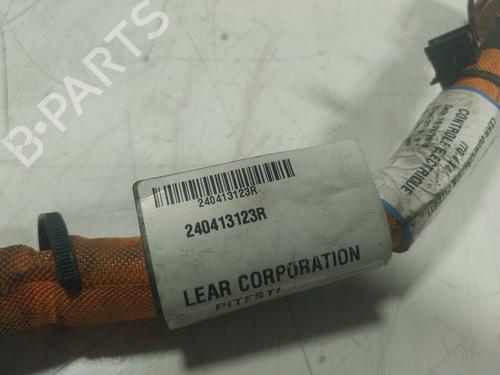 240413123R
240413123R
LEAR CORPORATION
PITESTI
CONTROLE ELECTRIQUE
B-PARTS